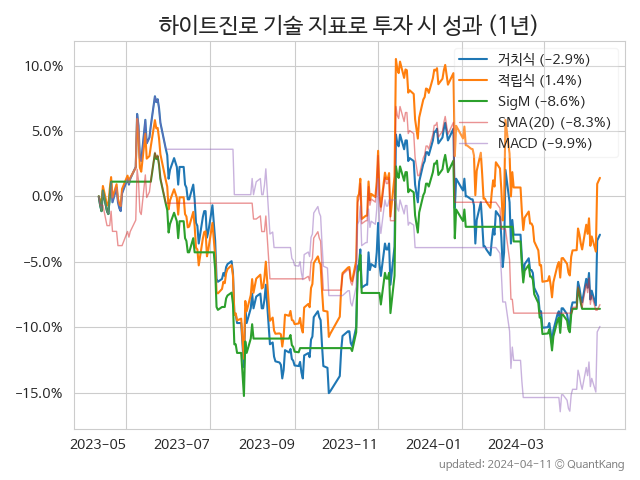 하이트진로 기술 지표로 투자 시 성과 (1년)
거치식 (−2.9%)
적립식 (1.4%)
SigM (−8.6%)
SMA(20) (−8.3%)
MACD (−9.9%)
10.0%
5.0%
0.0%
−5.0%
−10.0%
−15.0%
2023-05 2023-07 2023-09 2023-11 2024-01 2024-03
updated: 2024-04-11 © QuantKang